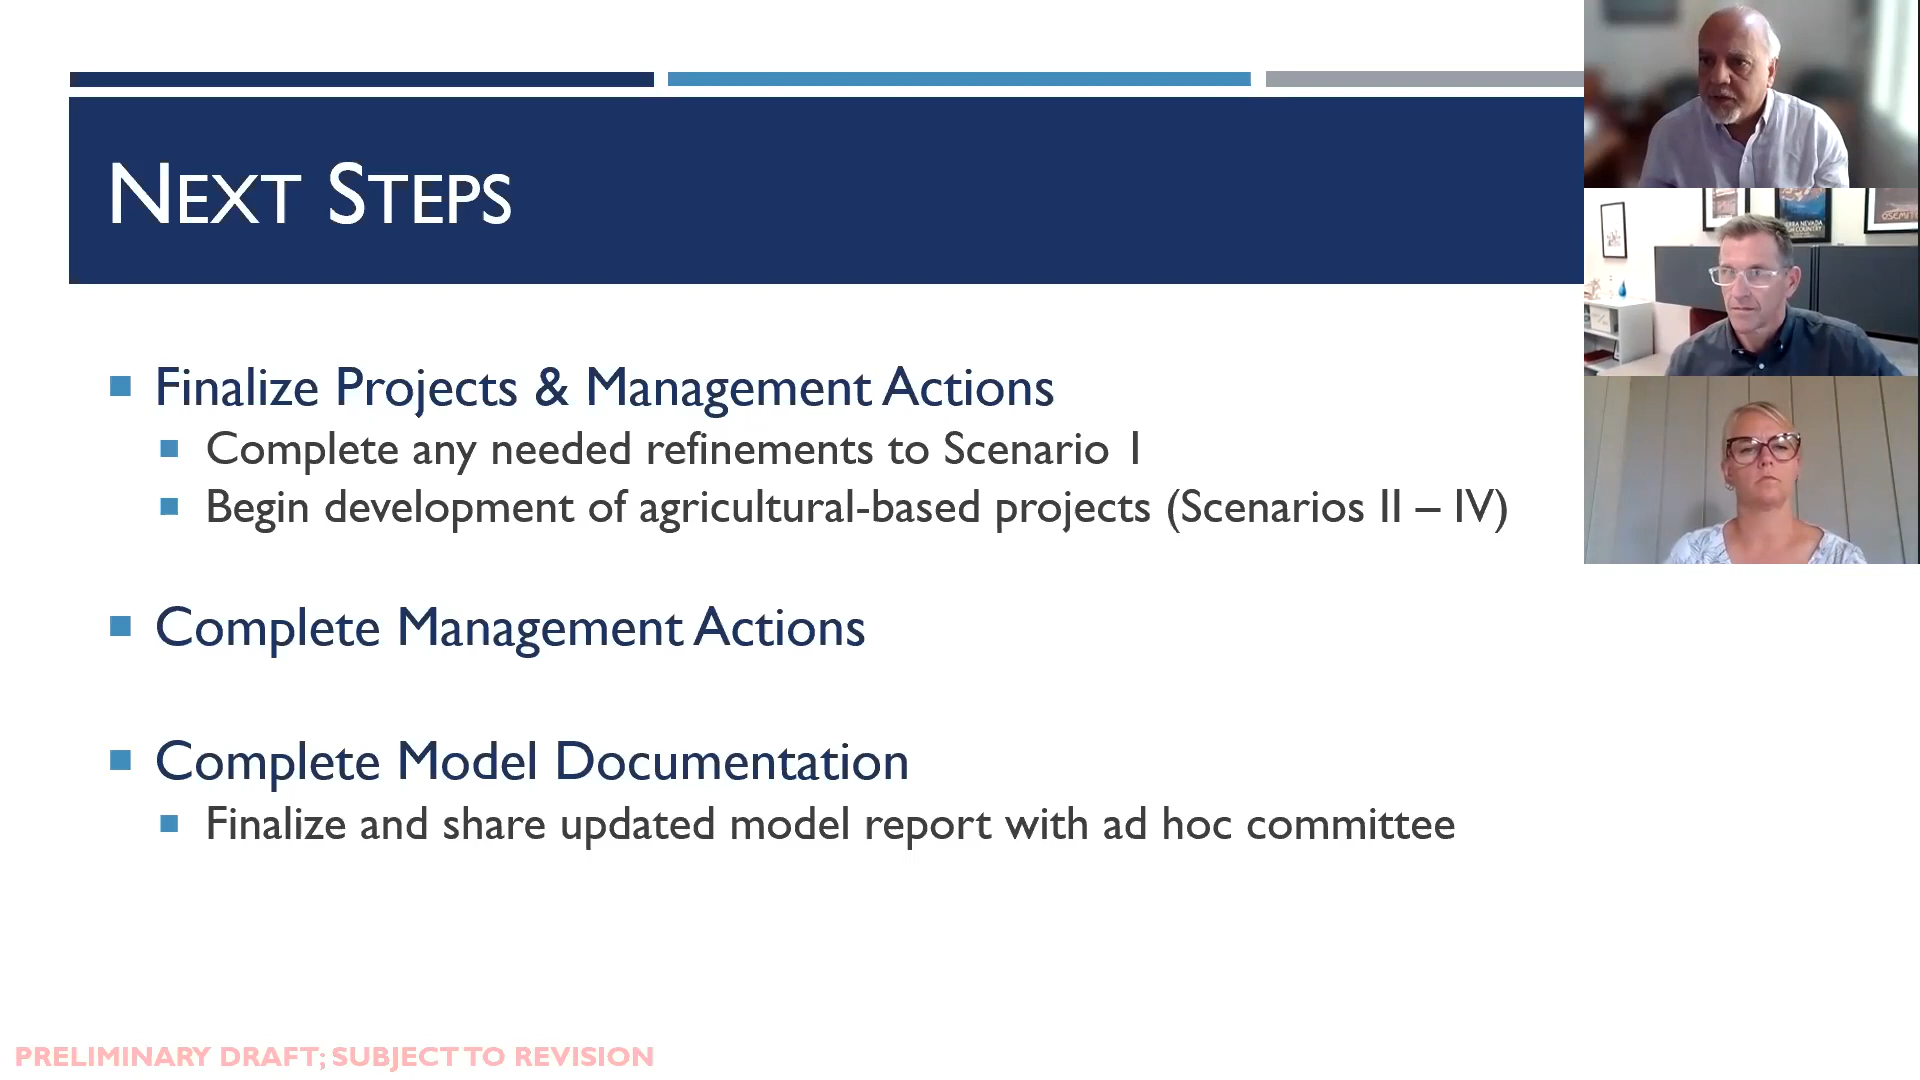 NEXT STEPS
Finalize Projects & Management Actions
Complete any needed refinements to Scenario 1
Begin development of agricultural-based projects (Scenarios II – IV)
Complete Management Actions
Complete Model Documentation
Finalize and share updated model report with ad hoc committee
PRELIMINARY DRAFT; SUBJECT TO REVISION